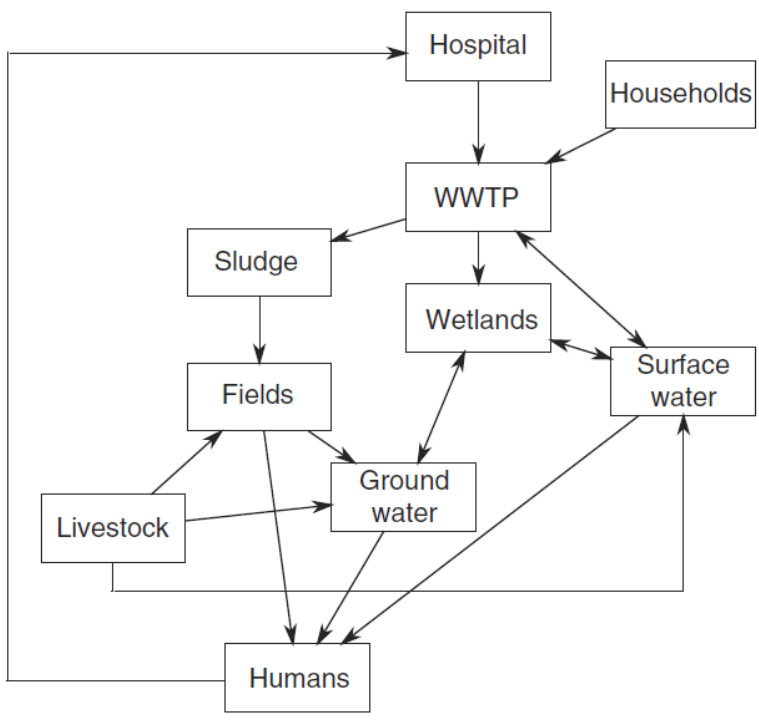 Hospital
Households
WWTP
Sludge
Wetlands
Surface
water
Fields
Ground
water
Livestock
Humans